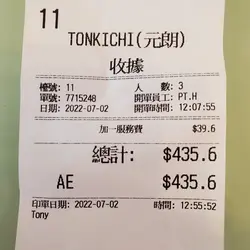 11
TONKICHI(元朗)
收據
檯號: 11 人 數: 3
單號: 7715248 開單員工: PT.H
日期: 2022-07-02 開單時間: 12:07:55
加一服務費 $39.6
總計: $435.6
AE $435.6
印單日期: 2022-07-02 時間: 12:55:52
Tony